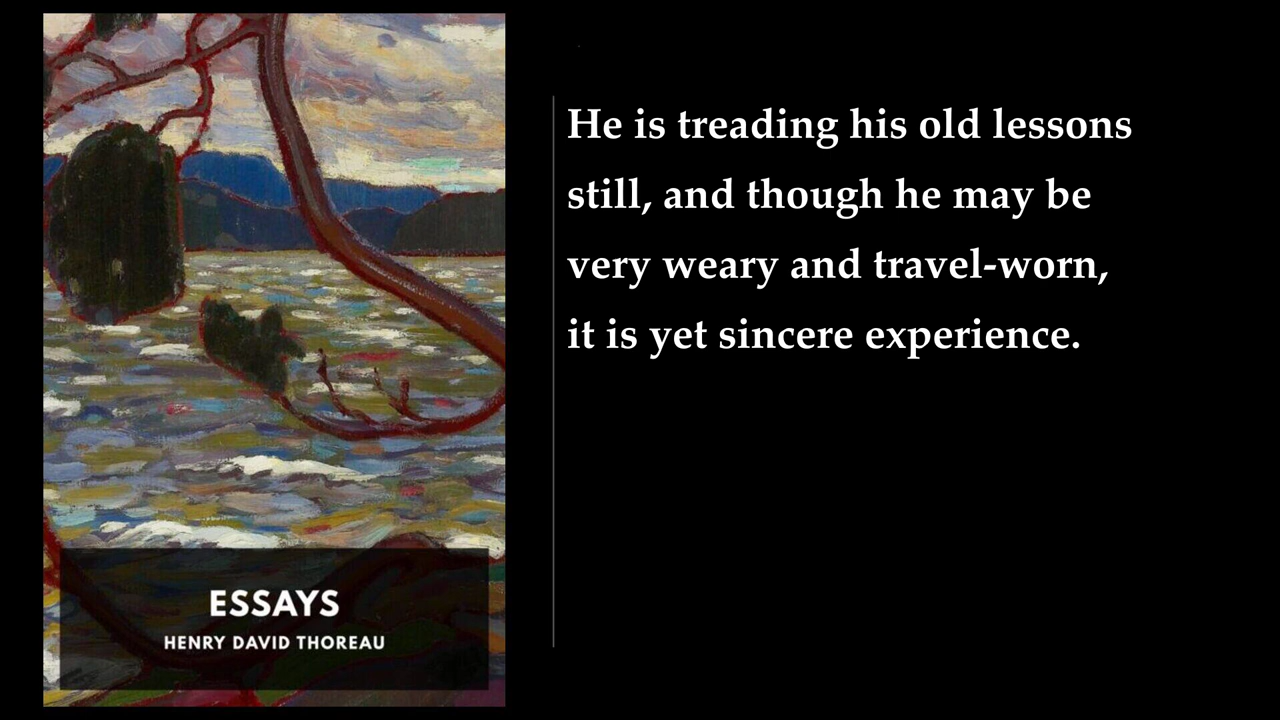 ESSAYS
HENRY DAVID THOREAU
He is treading his old lessons
still, and though he may be
very weary and travel-worn,
it is yet sincere experience.